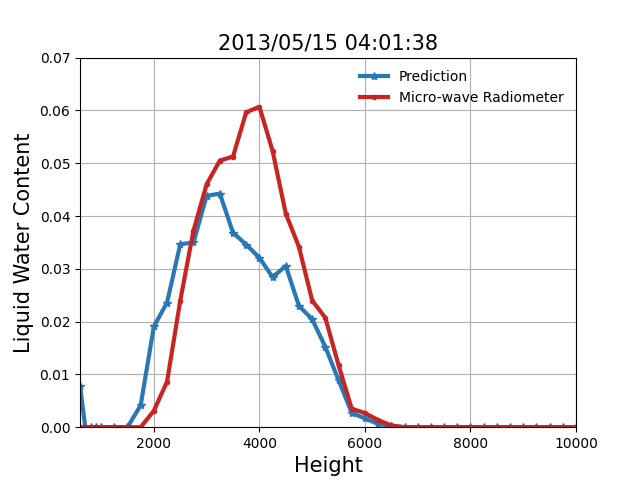 2013/05/15 04:01:38
0.07
0.06
0.05
0.04
0.03
0.02
0.01
0.00
Liquid Water Content
Prediction
Micro-wave Radiometer
2000 4000 6000 8000 10000
Height